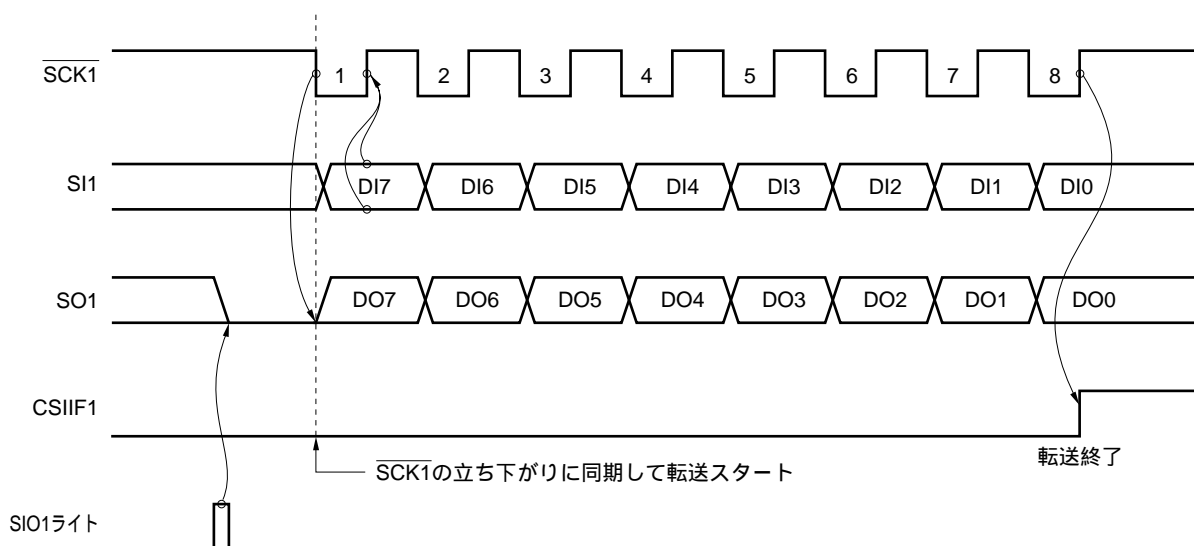 SCK1
1 2 3 4 5 6 7 8
SI1
DI7 DI6 DI5 DI4 DI3 DI2 DI1 DI0
SO1
DO7 DO6 DO5 DO4 DO3 DO2 DO1 DO0
CSIIF1
転送終了
SCK1の立ち下がりに同期して転送スタート
SIO1ライト